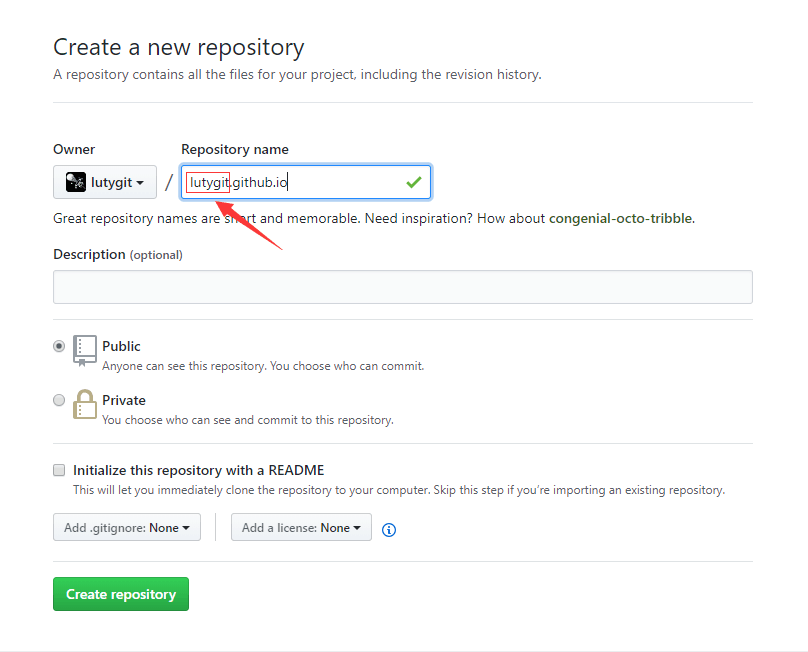 Create a new repository
A repository contains all the files for your project, including the revision history.
Owner
Repository name
lutygit
/
lutygit.github.io
Great repository names are short and memorable. Need inspiration? How about congenial-octo-tribble.
Description (optional)
Public
Anyone can see this repository. You choose who can commit.
Private
You choose who can see and commit to this repository.
Initialize this repository with a README
This will let you immediately clone the repository to your computer. Skip this step if you’re importing an existing repository.
Add .gitignore: None
Add a license: None
Create repository